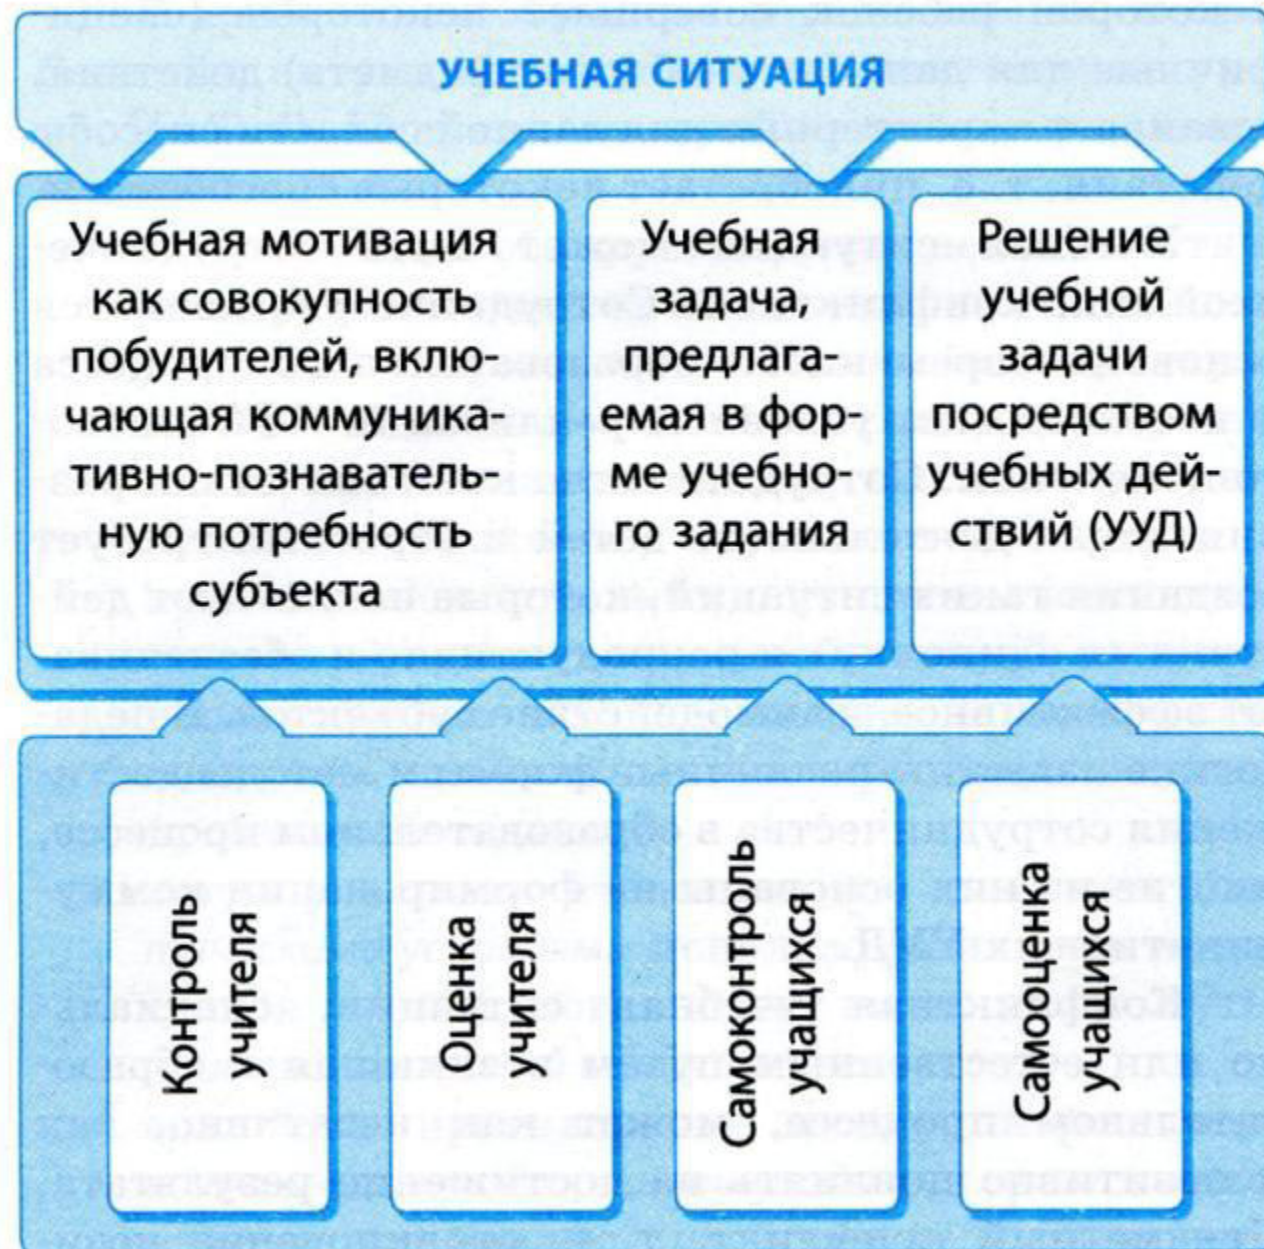 УЧЕБНАЯ СИТУАЦИЯ
Учебная мотивация
как совокупность
побудителей, вклю-
чающая коммуника-
тивно-познаватель-
ную потребность
субъекта
Учебная
задача,
предлага-
емая в фор-
ме учебно-
го задания
Решение
учебной
задачи
посредством
учебных дей-
ствий (УУД)
Контроль
учителя
Оценка
учителя
Самоконтроль
учащихся
Самооценка
учащихся